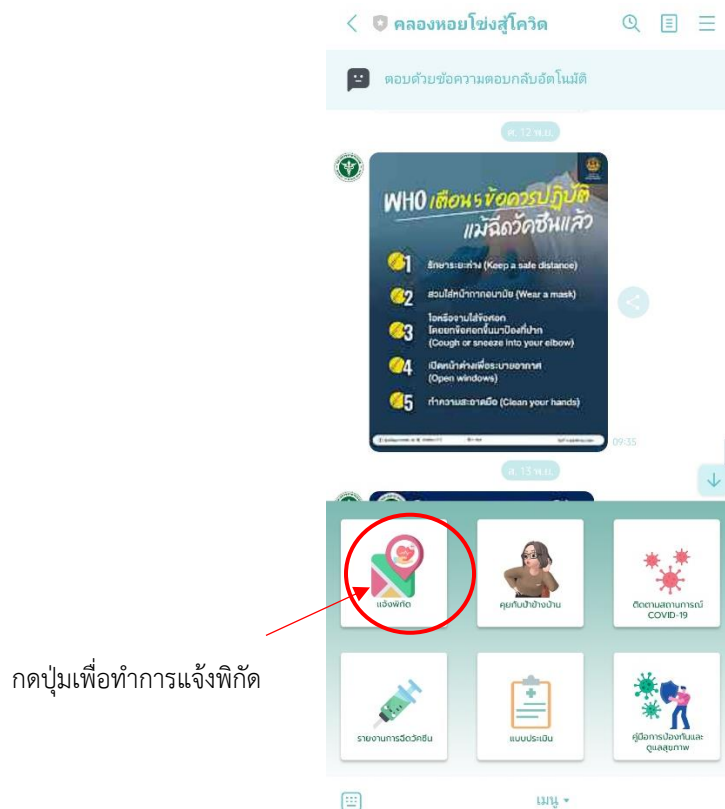 คลองหอยโข่งสู้โควิด
ตอบด้วยข้อความตอบกลับอัตโนมัติ
ศ. 12 พ.ย.
WHO เตือน 5 ข้อควรปฏิบัติ
แม้ฉีดวัคซีนแล้ว
1 รักษาระยะห่าง (Keep a safe distance)
2 สวมใส่หน้ากากอนามัย (Wear a mask)
3 ไอหรือจามใส่ข้อศอก
โดยยกข้อศอกขึ้นมาปิดที่ปาก
(Cough or sneeze into your elbow)
4 เปิดหน้าต่างเพื่อระบายอากาศ
(Open windows)
5 ทำความสะอาดมือ (Clean your hands)
09:35
ส. 13 พ.ย.
แจ้งพิกัด
คุยกับป้าข้างบ้าน
ติดตามสถานการณ์
COVID-19
กดปุ่มเพื่อทำการแจ้งพิกัด
รายงานการฉีดวัคซีน
แบบประเมิน
คู่มือการป้องกันและ
ดูแลสุขภาพ
เมนู